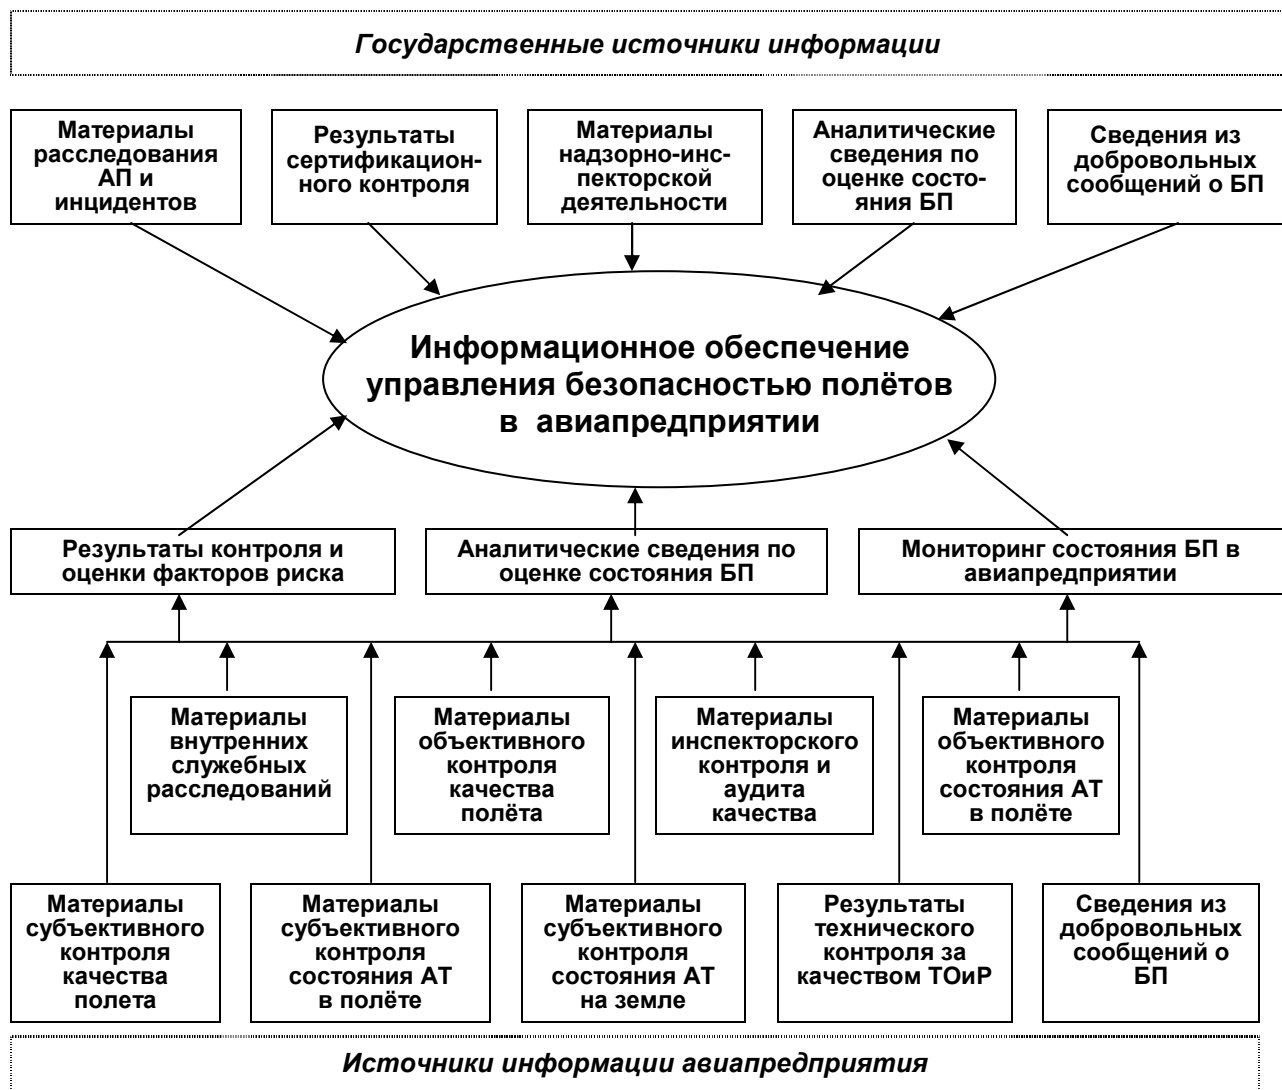 Государственные источники информации
Материалы
расследования
АП и
инцидентов
Результаты
сертификацион-
ного контроля
Материалы
надзорно-инс-
пекторской
деятельности
Аналитические
сведения по
оценке состо-
яния БП
Сведения из
добровольных
сообщений о БП
Информационное обеспечение
управления безопасностью полётов
в авиапредприятии
Результаты контроля и
оценки факторов риска
Аналитические сведения по
оценке состояния БП
Мониторинг состояния БП в
авиапредприятии
Материалы
внутренних
служебных
расследований
Материалы
объективного
контроля
качества
полёта
Материалы
инспекторского
контроля и
аудита
качества
Материалы
объективного
контроля
состояния АТ
в полёте
Материалы
субъективного
контроля
качества
полета
Материалы
субъективного
контроля
состояния АТ
в полёте
Материалы
субъективного
контроля
состояния АТ
на земле
Результаты
технического
контроля за
качеством ТОиР
Сведения из
добровольных
сообщений о
БП
Источники информации авиапредприятия